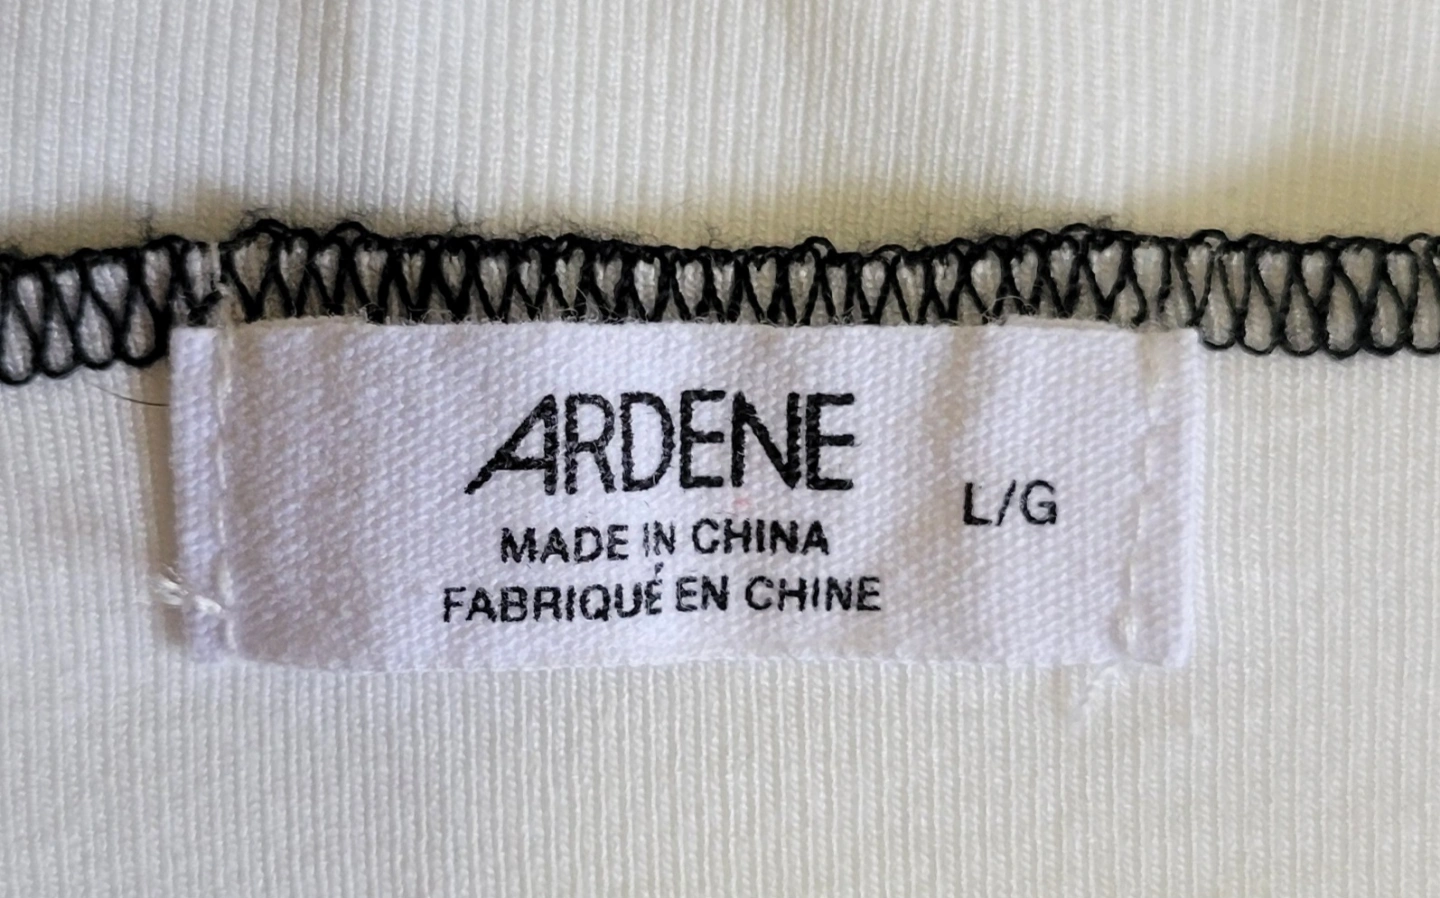 ARDENE
MADE IN CHINA
FABRIQUÉ EN CHINE
L/G